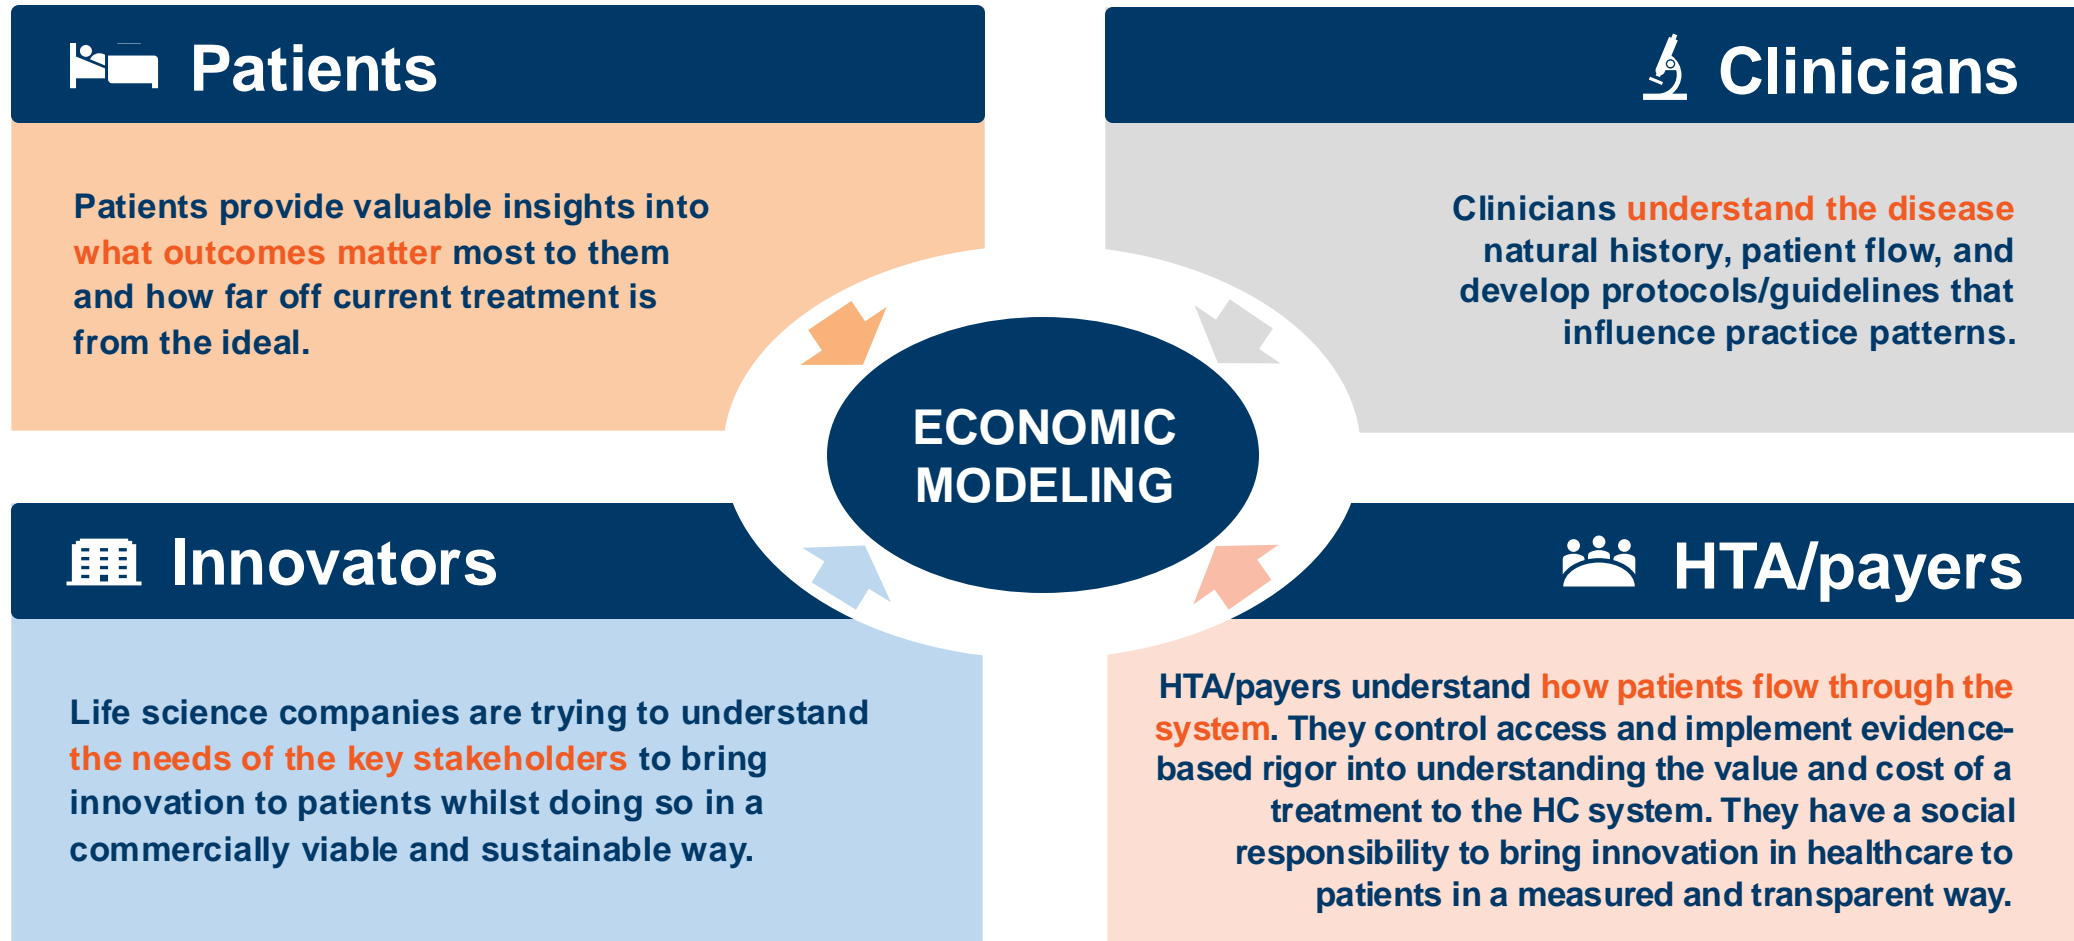 Patients
Patients provide valuable insights into
what outcomes matter most to them
and how far off current treatment is
from the ideal.
Clinicians
Clinicians understand the disease
natural history, patient flow, and
develop protocols/guidelines that
influence practice patterns.
ECONOMIC
MODELING
Innovators
Life science companies are trying to understand
the needs of the key stakeholders to bring
innovation to patients whilst doing so in a
commercially viable and sustainable way.
HTA/payers
HTA/payers understand how patients flow through the
system. They control access and implement evidence-
based rigor into understanding the value and cost of a
treatment to the HC system. They have a social
responsibility to bring innovation in healthcare to
patients in a measured and transparent way.